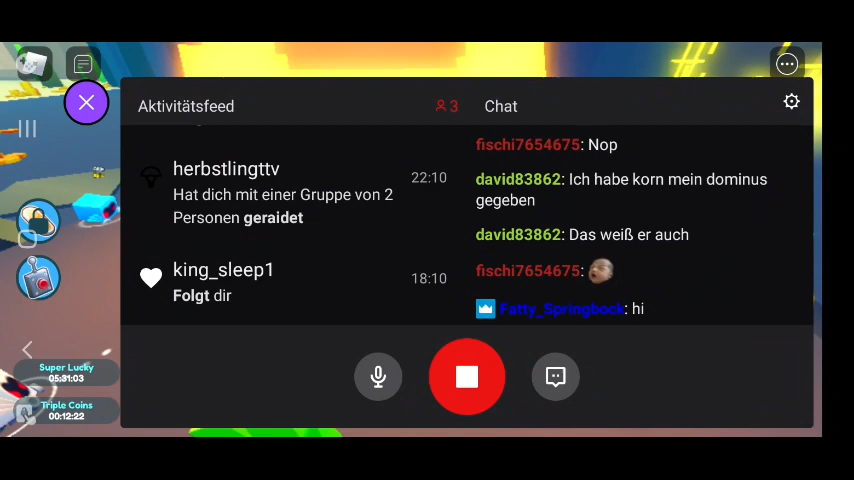 Aktivitätsfeed
3
Chat
herbstlingttv
22:10
Hat dich mit einer Gruppe von 2
Personen geraidet
king_sleep1
18:10
Folgt dir
fischi7654675: Nop
david83862: Ich habe korn mein dominus
gegeben
david83862: Das weiß er auch
fischi7654675:
Fatty_Springbock: hi
Super Lucky
05:31:03
Triple Coins
00:12:22